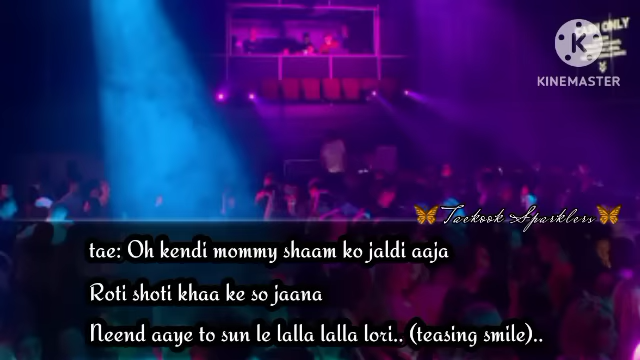 KINEMASTER
Taekook Sparklers
tae: Oh kendi mommy shaam ko jaldi aaja
Roti shoti khaa ke so jaana
Neend aaye to sun le lalla lalla lori.. (teasing smile)..